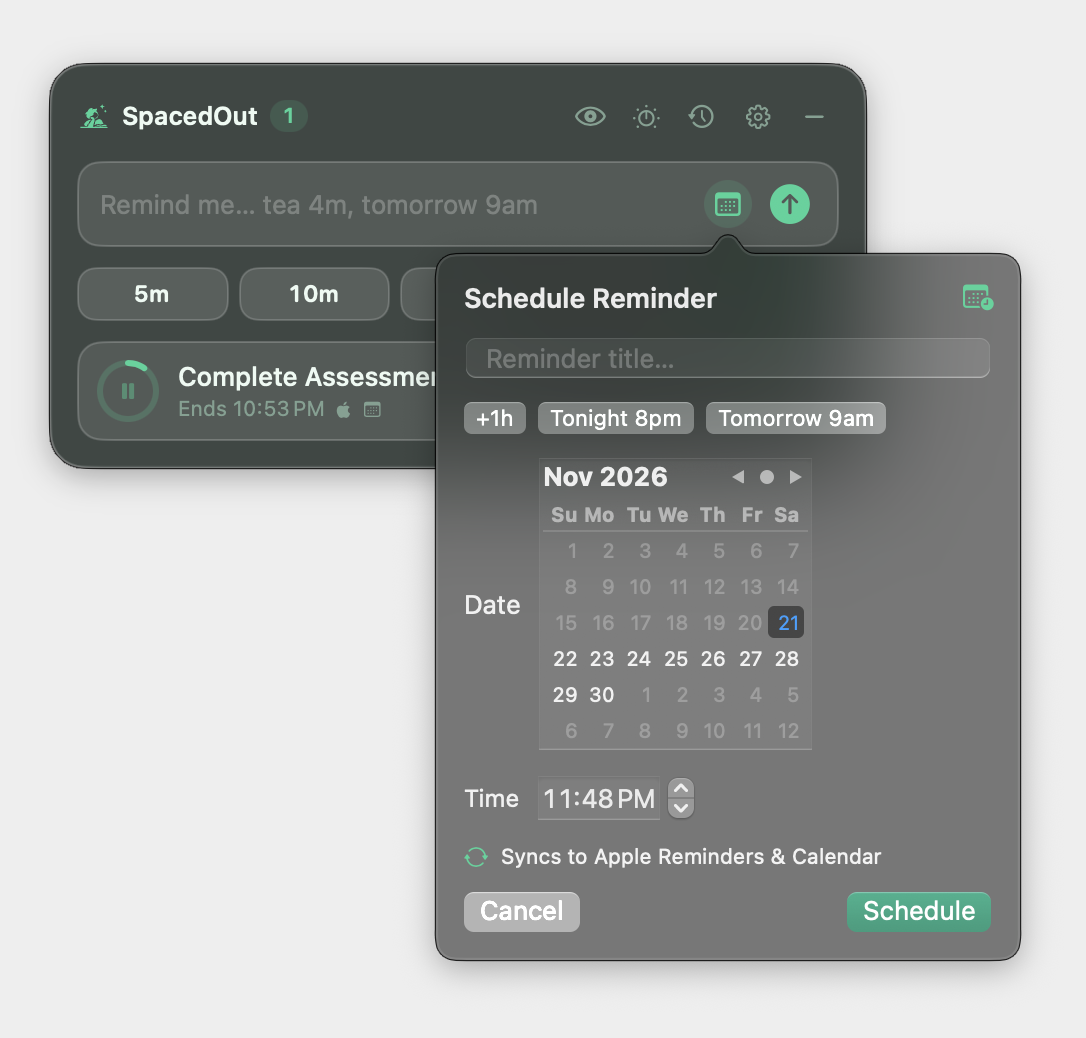 SpacedOut 1
Remind me... tea 4m, tomorrow 9am
5m 10m
Complete Assessmen
Ends 10:53 PM
Schedule Reminder
Reminder title...
+1h Tonight 8pm Tomorrow 9am
Nov 2026
Su Mo Tu We Th Fr Sa
1 2 3 4 5 6 7
8 9 10 11 12 13 14
Date
15 16 17 18 19 20 21
22 23 24 25 26 27 28
29 30 1 2 3 4 5
6 7 8 9 10 11 12
Time 11:48 PM
Syncs to Apple Reminders & Calendar
Cancel Schedule